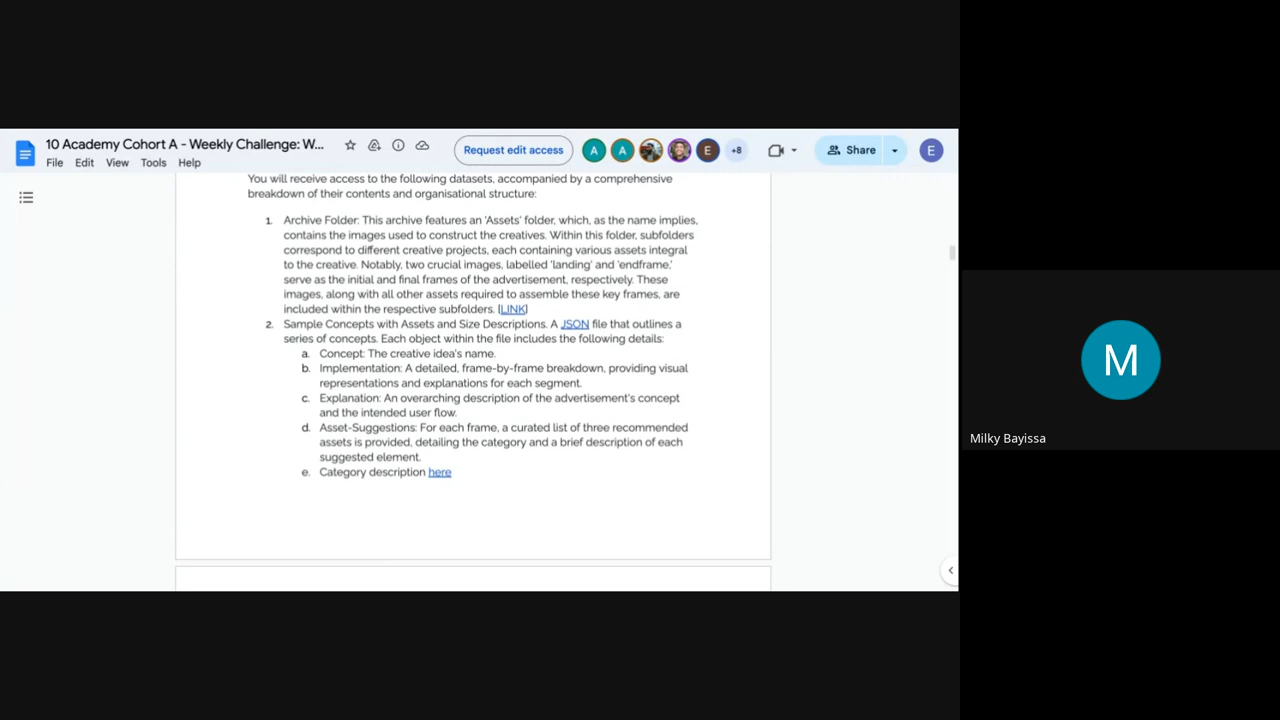 10 Academy Cohort A - Weekly Challenge: W...
Request edit access
A
A
E
+8
Share
E
File Edit View Tools Help
You will receive access to the following datasets, accompanied by a comprehensive
breakdown of their contents and organisational structure:
1. Archive Folder: This archive features an 'Assets' folder, which, as the name implies,
contains the images used to construct the creatives. Within this folder, subfolders
correspond to different creative projects, each containing various assets integral
to the creative. Notably, two crucial images, labelled 'landing' and 'endframe,'
serve as the initial and final frames of the advertisement, respectively. These
images, along with all other assets required to assemble these key frames, are
included within the respective subfolders. [LINK]
2. Sample Concepts with Assets and Size Descriptions. A JSON file that outlines a
series of concepts. Each object within the file includes the following details:
a. Concept: The creative idea's name.
b. Implementation: A detailed, frame-by-frame breakdown, providing visual
representations and explanations for each segment.
c. Explanation: An overarching description of the advertisement's concept
and the intended user flow.
d. Asset-Suggestions: For each frame, a curated list of three recommended
assets is provided, detailing the category and a brief description of each
suggested element.
e. Category description here
M
Milky Bayissa